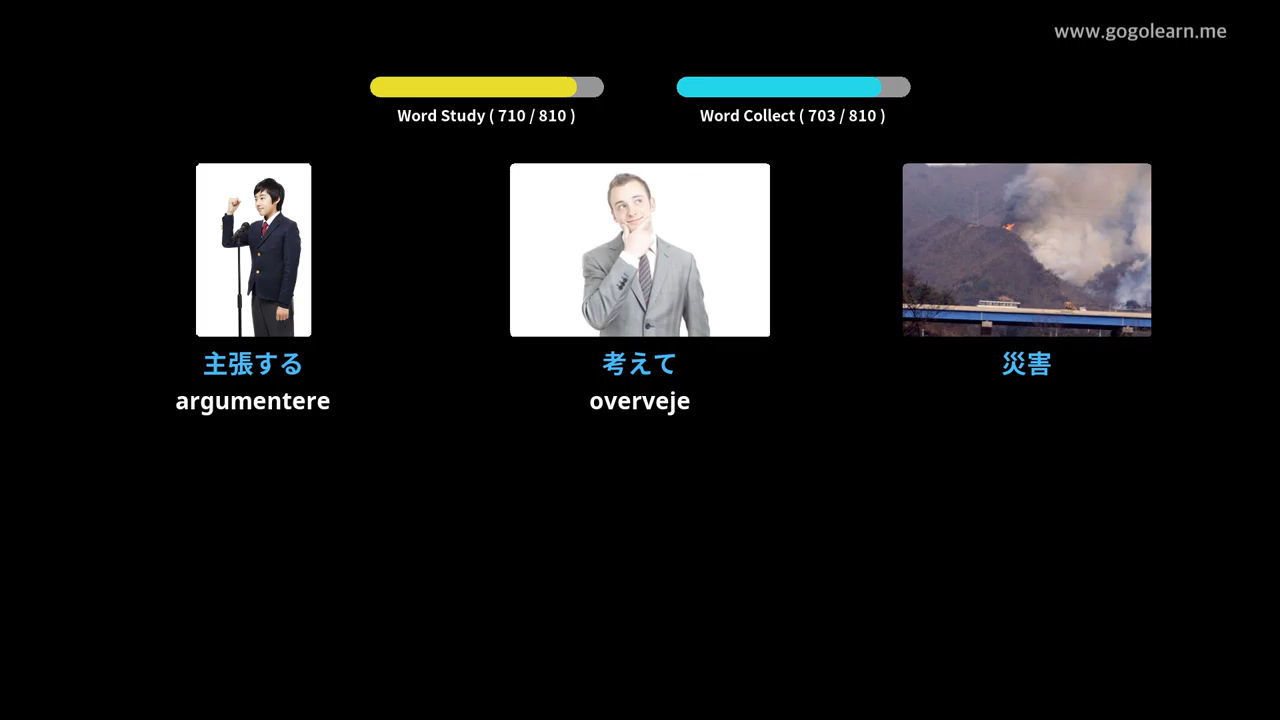 www.gogolearn.me
Word Study ( 710 / 810 )
Word Collect ( 703 / 810 )
主張する
argumentere
考えて
overveje
災害